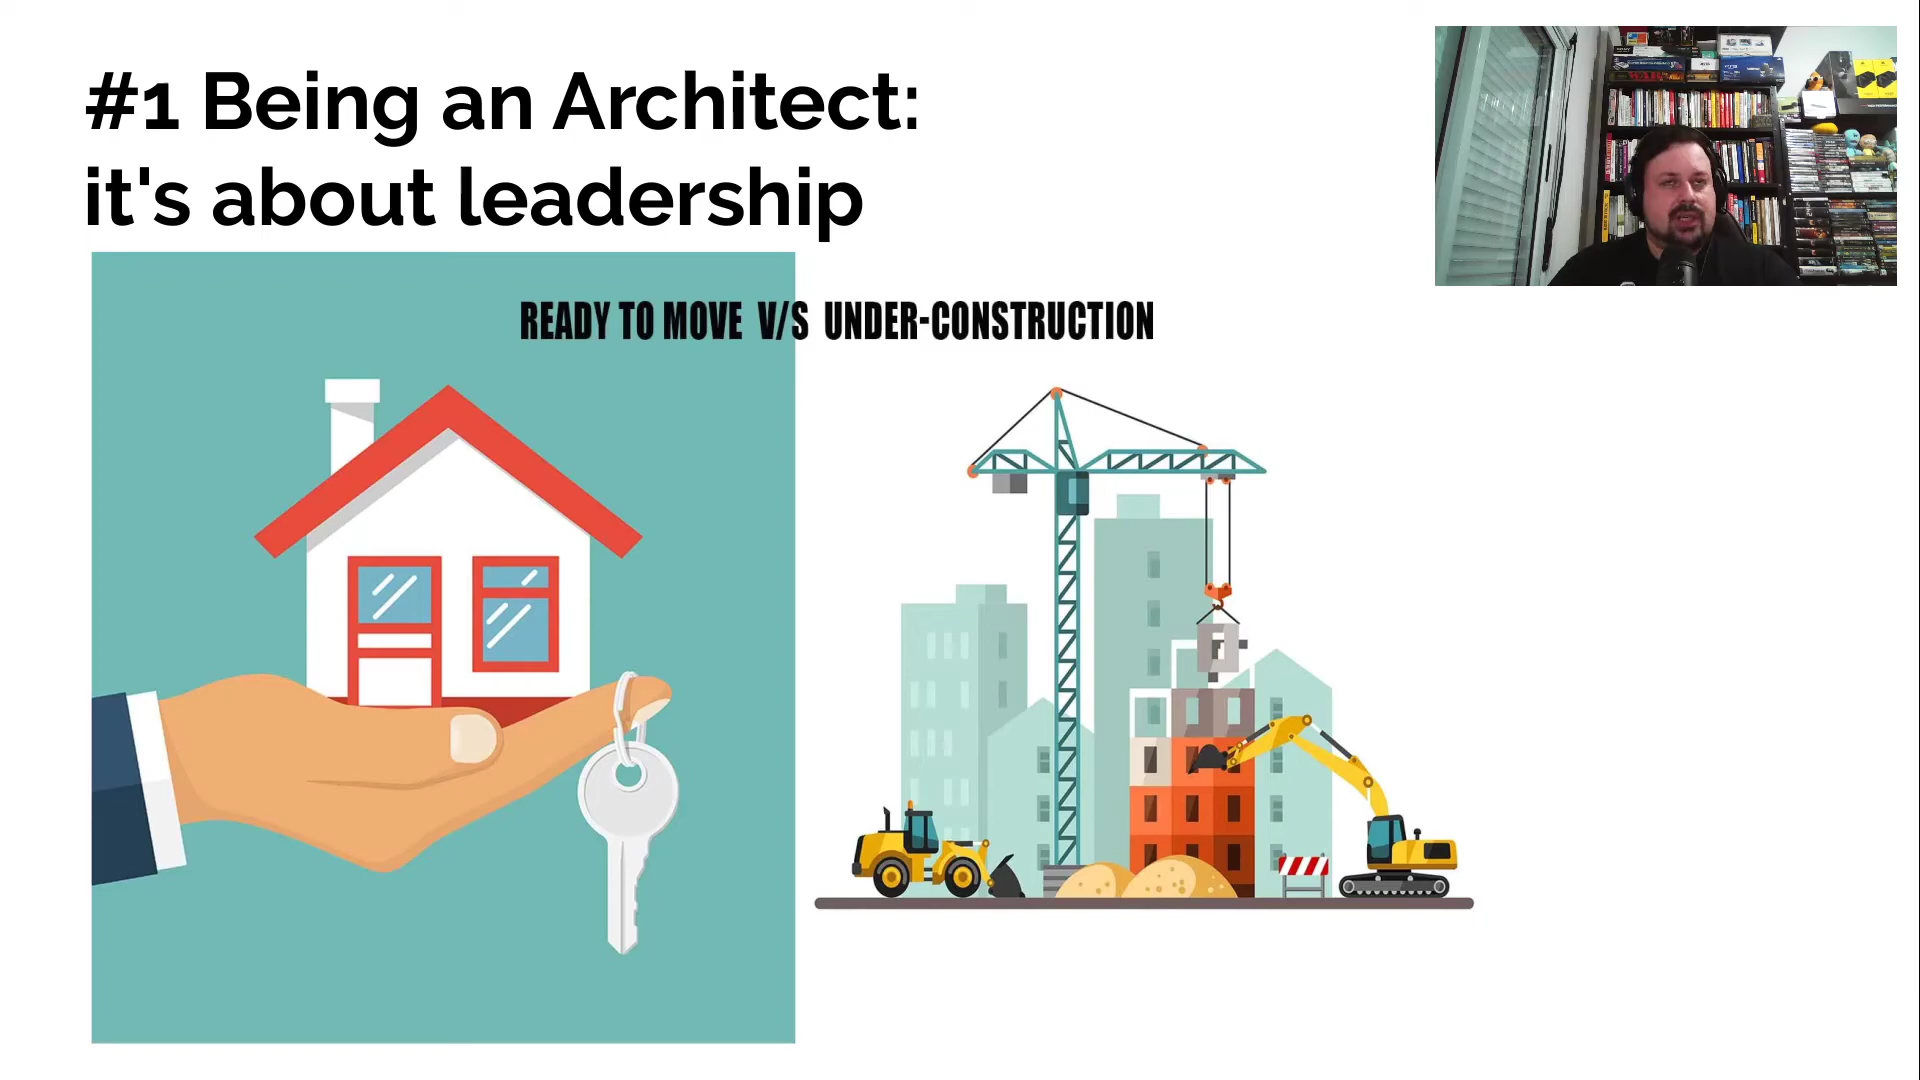 #1 Being an Architect:
it's about leadership
READY TO MOVE V/S UNDER-CONSTRUCTION